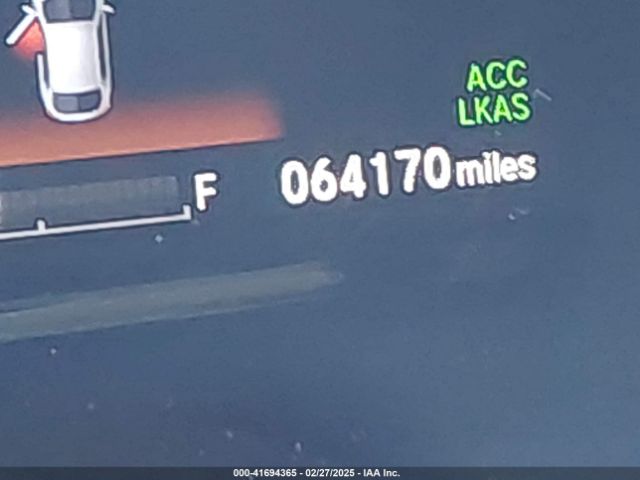 ACC
LKAS
F 064170 miles
000-41694365 - 02/27/2025 - IAA Inc.